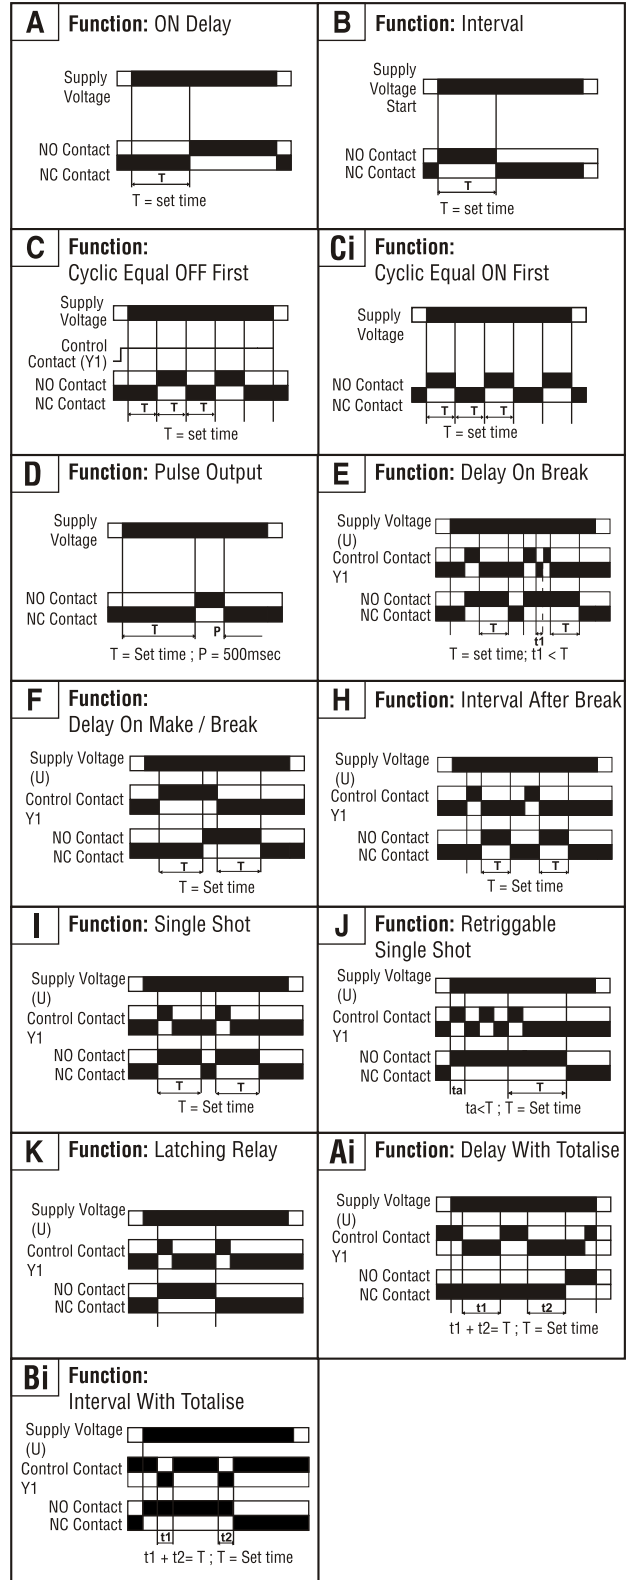 A Function: ON Delay
Supply
Voltage
NO Contact
NC Contact
T
T = set time
B Function: Interval
Supply
Voltage
Start
NO Contact
NC Contact
T
T = set time
C Function:
Cyclic Equal OFF First
Supply
Voltage
Control
Contact (Y1)
NO Contact
NC Contact
T T T
T = set time
Ci Function:
Cyclic Equal ON First
Supply
Voltage
NO Contact
NC Contact
T T T
T = set time
D Function: Pulse Output
Supply
Voltage
NO Contact
NC Contact
T P
T = Set time ; P = 500msec
E Function: Delay On Break
Supply Voltage
(U)
Control Contact
Y1
NO Contact
NC Contact
T t1 T
T = set time; t1 < T
F Function:
Delay On Make / Break
Supply Voltage
(U)
Control Contact
Y1
NO Contact
NC Contact
T T
T = Set time
H Function: Interval After Break
Supply Voltage
(U)
Control Contact
Y1
NO Contact
NC Contact
T T
T = Set time
I Function: Single Shot
Supply Voltage
(U)
Control Contact
Y1
NO Contact
NC Contact
T T
T = Set time
J Function: Retriggable
Single Shot
Supply Voltage
(U)
Control Contact
Y1
NO Contact
NC Contact
ta T
ta<T ; T = Set time
K Function: Latching Relay
Supply Voltage
(U)
Control Contact
Y1
NO Contact
NC Contact
Ai Function: Delay With Totalise
Supply Voltage
(U)
Control Contact
Y1
NO Contact
NC Contact
t1 t2
t1 + t2= T ; T = Set time
Bi Function:
Interval With Totalise
Supply Voltage
(U)
Control Contact
Y1
NO Contact
NC Contact
t1 t2
t1 + t2= T ; T = Set time